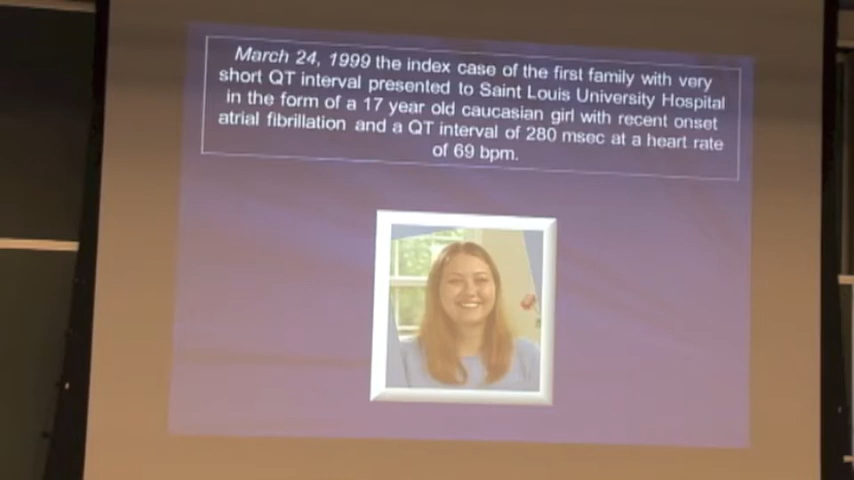 March 24, 1999 the index case of the first family with very
short QT interval presented to Saint Louis University Hospital
in the form of a 17 year old caucasian girl with recent onset
atrial fibrillation and a QT interval of 280 msec at a heart rate
of 69 bpm.